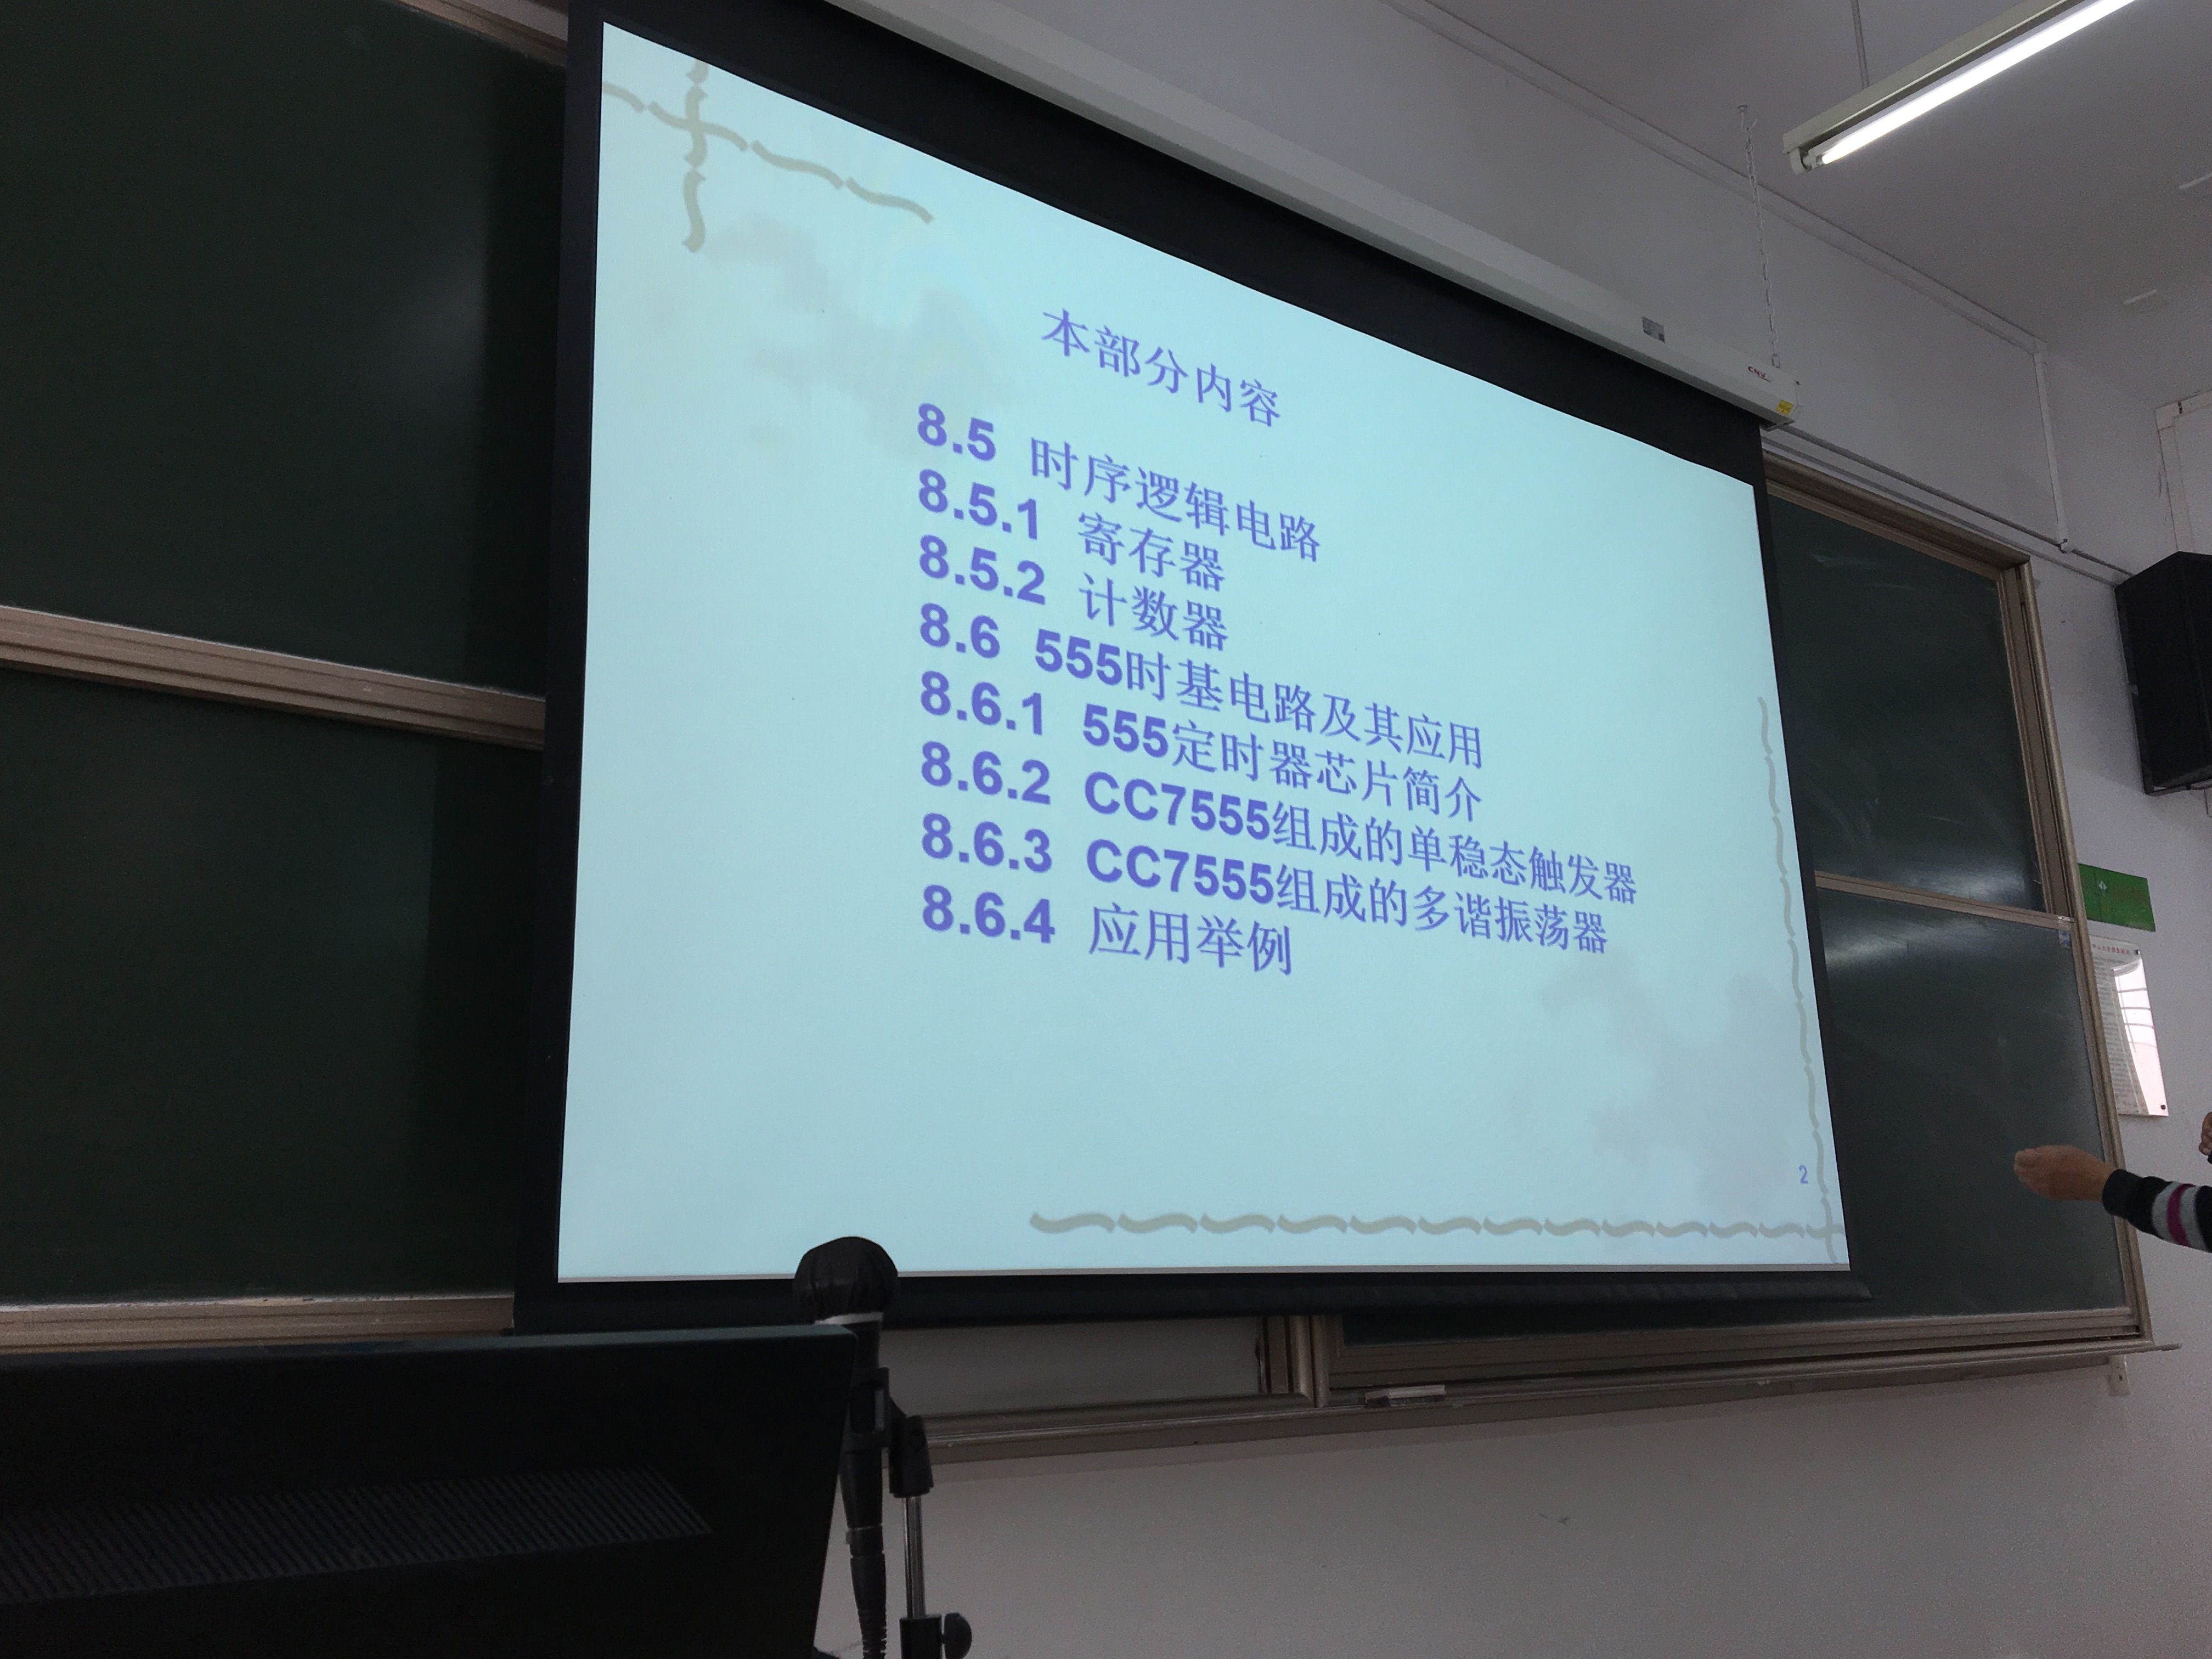 本部分内容
8.5 时序逻辑电路
8.5.1 寄存器
8.5.2 计数器
8.6 555时基电路及其应用
8.6.1 555定时器芯片简介
8.6.2 CC7555组成的单稳态触发器
8.6.3 CC7555组成的多谐振荡器
8.6.4 应用举例
2